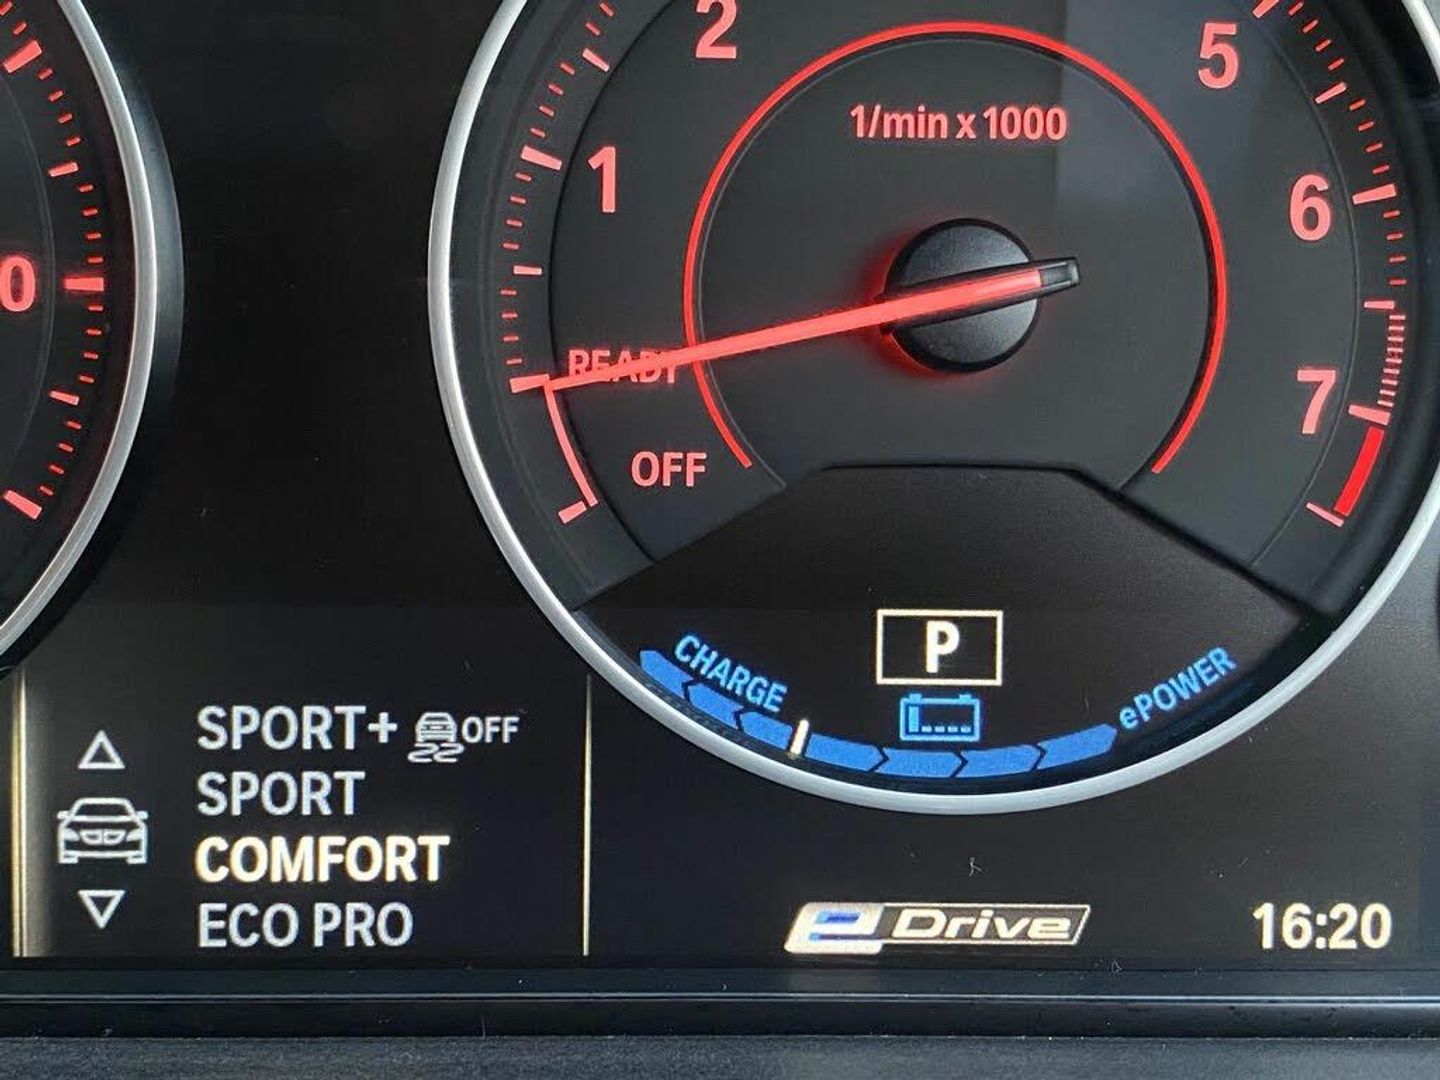 2
5
1/min x 1000
1
6
0
READY
7
OFF
P
CHARGE
ePOWER
SPORT+ OFF
SPORT
COMFORT
ECO PRO
eDrive
16:20